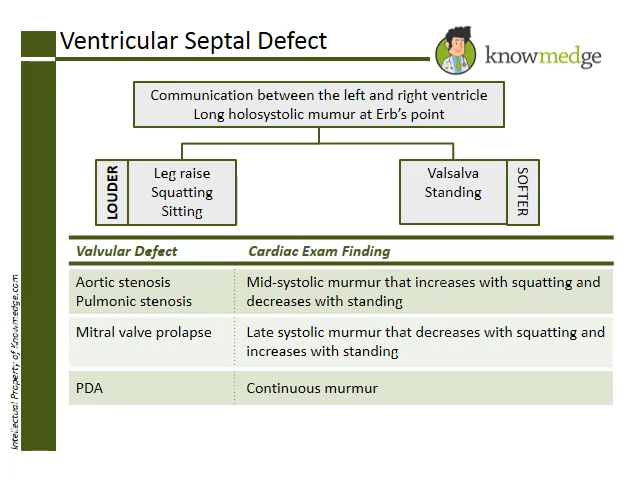 Ventricular Septal Defect
knowmedge
Communication between the left and right ventricle
Long holosystolic mumur at Erb's point
LOUDER
Leg raise
Squatting
Sitting
Valsalva
Standing
SOFTER
Valvular Defect
Cardiac Exam Finding
Aortic stenosis
Pulmonic stenosis
Mid-systolic murmur that increases with squatting and
decreases with standing
Mitral valve prolapse
Late systolic murmur that decreases with squatting and
increases with standing
PDA
Continuous murmur
Intellectual Property of Knowmedge.com